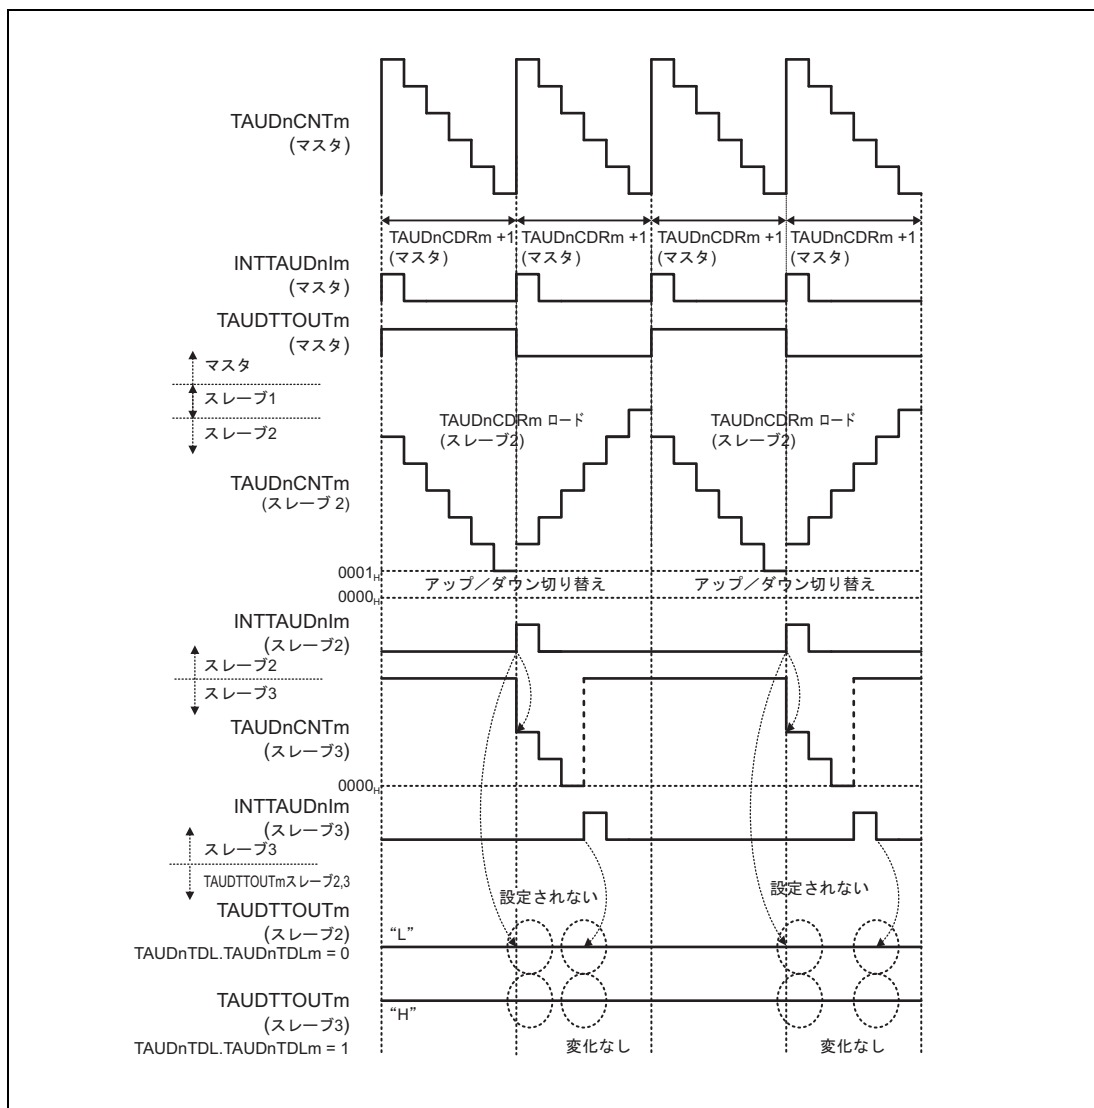 TAUDnCNTm
(マスタ)
TAUDnCDRm +1
(マスタ)
TAUDnCDRm +1
(マスタ)
TAUDnCDRm +1
(マスタ)
TAUDnCDRm +1
(マスタ)
INTTAUDnIm
(マスタ)
TAUDTTOUTm
(マスタ)
マスタ
スレーブ1
スレーブ2
TAUDnCDRm ロード
(スレーブ2)
TAUDnCDRm ロード
(スレーブ2)
TAUDnCNTm
(スレーブ 2)
0001H
アップ／ダウン切り替え
アップ／ダウン切り替え
0000H
INTTAUDnIm
(スレーブ2)
スレーブ2
スレーブ3
TAUDnCNTm
(スレーブ3)
0000H
INTTAUDnIm
(スレーブ3)
スレーブ3
TAUDTTOUTmスレーブ2,3
設定されない
設定されない
TAUDTTOUTm
(スレーブ2)
TAUDnTDL.TAUDnTDLm = 0
“L”
TAUDTTOUTm
(スレーブ3)
TAUDnTDL.TAUDnTDLm = 1
“H”
変化なし
変化なし